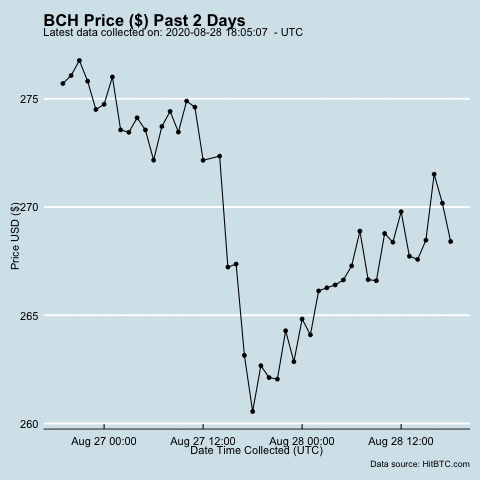 BCH Price ($) Past 2 Days
Latest data collected on: 2020-08-28 18:05:07 - UTC
275
270
265
260
Price USD ($)
Aug 27 00:00 Aug 27 12:00 Aug 28 00:00 Aug 28 12:00
Date Time Collected (UTC)
Data source: HitBTC.com